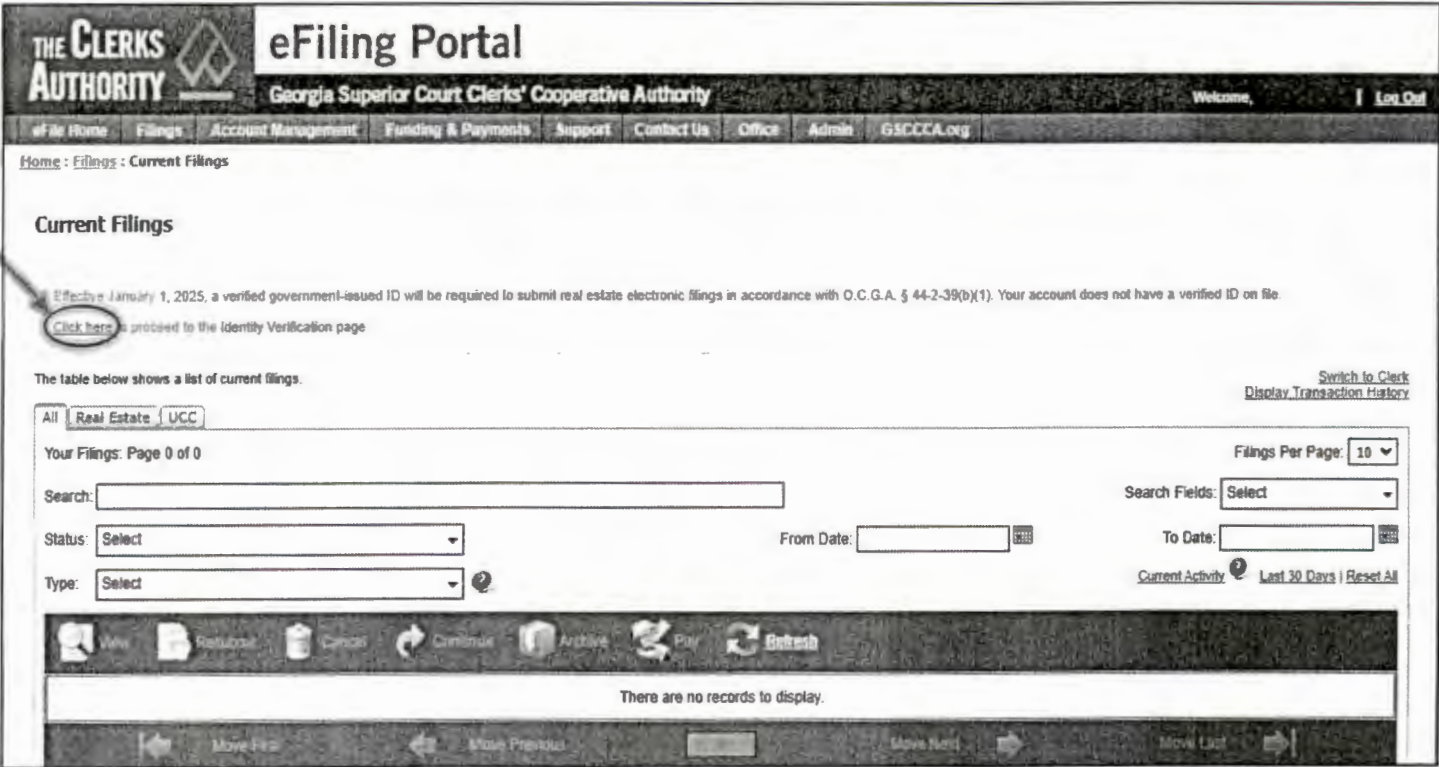 THE CLERKS AUTHORITY
eFiling Portal
Georgia Superior Court Clerks' Cooperative Authority
Welcome, | Log Out
eFile Home Filings Account Management Funding & Payments Support Contact Us Office Admin GSCCCA.org
Home : Filings : Current Filings
Current Filings
Effective January 1, 2025, a verified government-issued ID will be required to submit real estate electronic filings in accordance with O.C.G.A. § 44-2-39(b)(1). Your account does not have a verified ID on file.
Click here proceed to the Identity Verification page
The table below shows a list of current filings.
Switch to Clerk
Display Transaction History
All Real Estate UCC
Your Filings: Page 0 of 0
Filings Per Page: 10
Search:
Search Fields: Select
Status: Select
From Date:
To Date:
Type: Select
?
Current Activity ? Last 30 Days | Reset All
View Resubmit Cancel Continue Archive Pay Refresh
There are no records to display.
Move First Move Previous Move Next Move Last